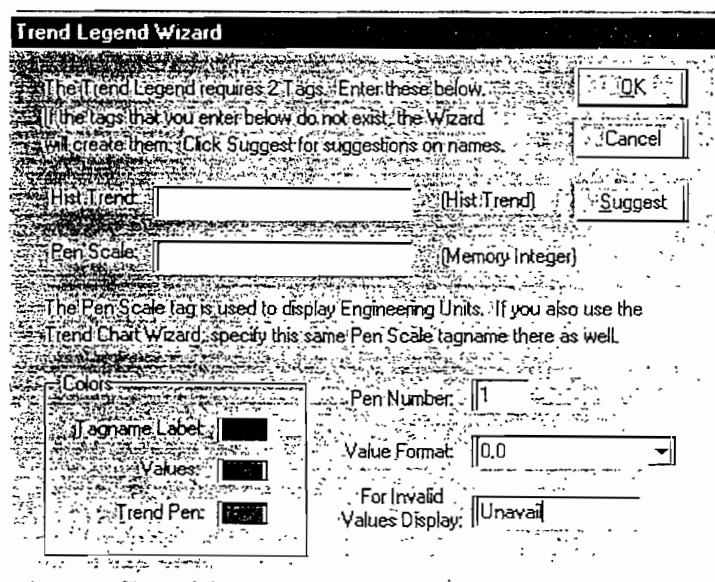 Trend Legend Wizard
The Trend Legend requires 2 Tags. Enter these below.
If the tags that you enter below do not exist, the Wizard
will create them. Click Suggest for suggestions on names.
OK
Cancel
Hist Trend:
(Hist Trend)
Suggest
Pen Scale:
(Memory Integer)
The Pen Scale tag is used to display Engineering Units. If you also use the
Trend Chart Wizard, specify this same Pen Scale tagname there as well.
Colors
Tagname Label:
Values:
Trend Pen:
Pen Number: 1
Value Format: 0.0
For Invalid
Values Display: Unavail